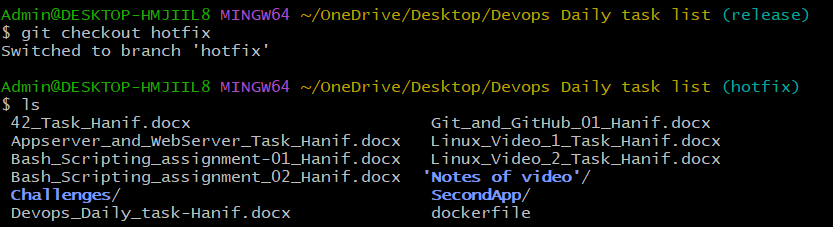 Admin@DESKTOP-HMJIIL8 MINGW64 ~/OneDrive/Desktop/Devops Daily task list (release)
$ git checkout hotfix
Switched to branch 'hotfix'
Admin@DESKTOP-HMJIIL8 MINGW64 ~/OneDrive/Desktop/Devops Daily task list (hotfix)
$ ls
42_Task_Hanif.docx Git_and_GitHub_01_Hanif.docx
Appserver_and_WebServer_Task_Hanif.docx Linux_Video_1_Task_Hanif.docx
Bash_Scripting_assignment-01_Hanif.docx Linux_Video_2_Task_Hanif.docx
Bash_Scripting_assignment_02_Hanif.docx 'Notes of video'/
Challenges/ SecondApp/
Devops_Daily_task-Hanif.docx dockerfile